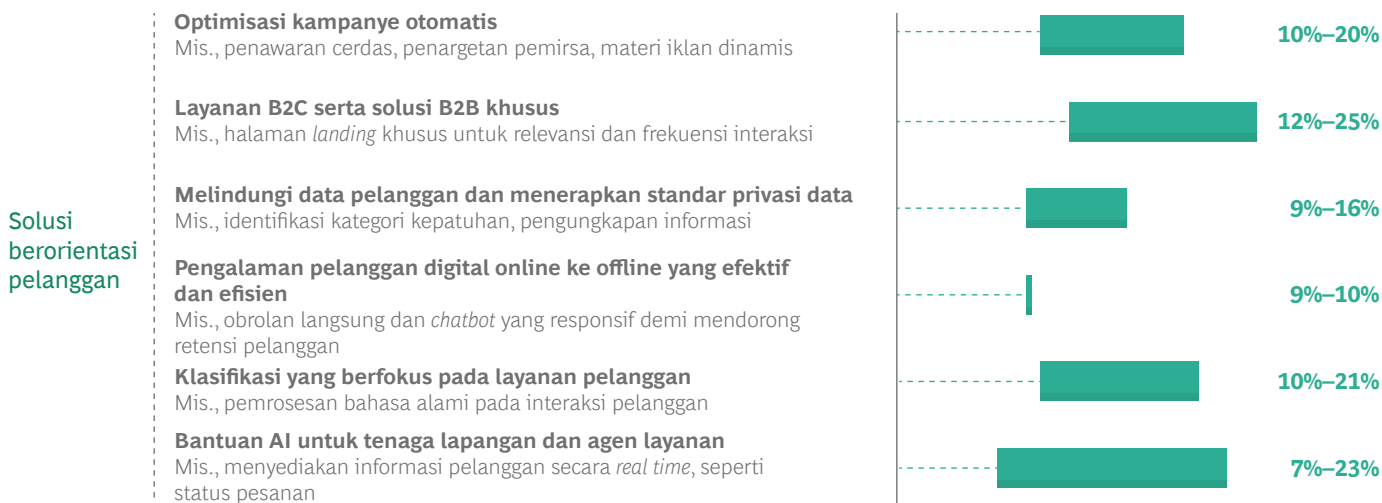 Solusi
berorientasi
pelanggan
Optimisasi kampanye otomatis
Mis., penawaran cerdas, penargetan pemirsa, materi iklan dinamis
10%–20%
Layanan B2C serta solusi B2B khusus
Mis., halaman landing khusus untuk relevansi dan frekuensi interaksi
12%–25%
Melindungi data pelanggan dan menerapkan standar privasi data
Mis., identifikasi kategori kepatuhan, pengungkapan informasi
9%–16%
Pengalaman pelanggan digital online ke offline yang efektif
dan efisien
Mis., obrolan langsung dan chatbot yang responsif demi mendorong
retensi pelanggan
9%–10%
Klasifikasi yang berfokus pada layanan pelanggan
Mis., pemrosesan bahasa alami pada interaksi pelanggan
10%–21%
Bantuan AI untuk tenaga lapangan dan agen layanan
Mis., menyediakan informasi pelanggan secara real time, seperti
status pesanan
7%–23%